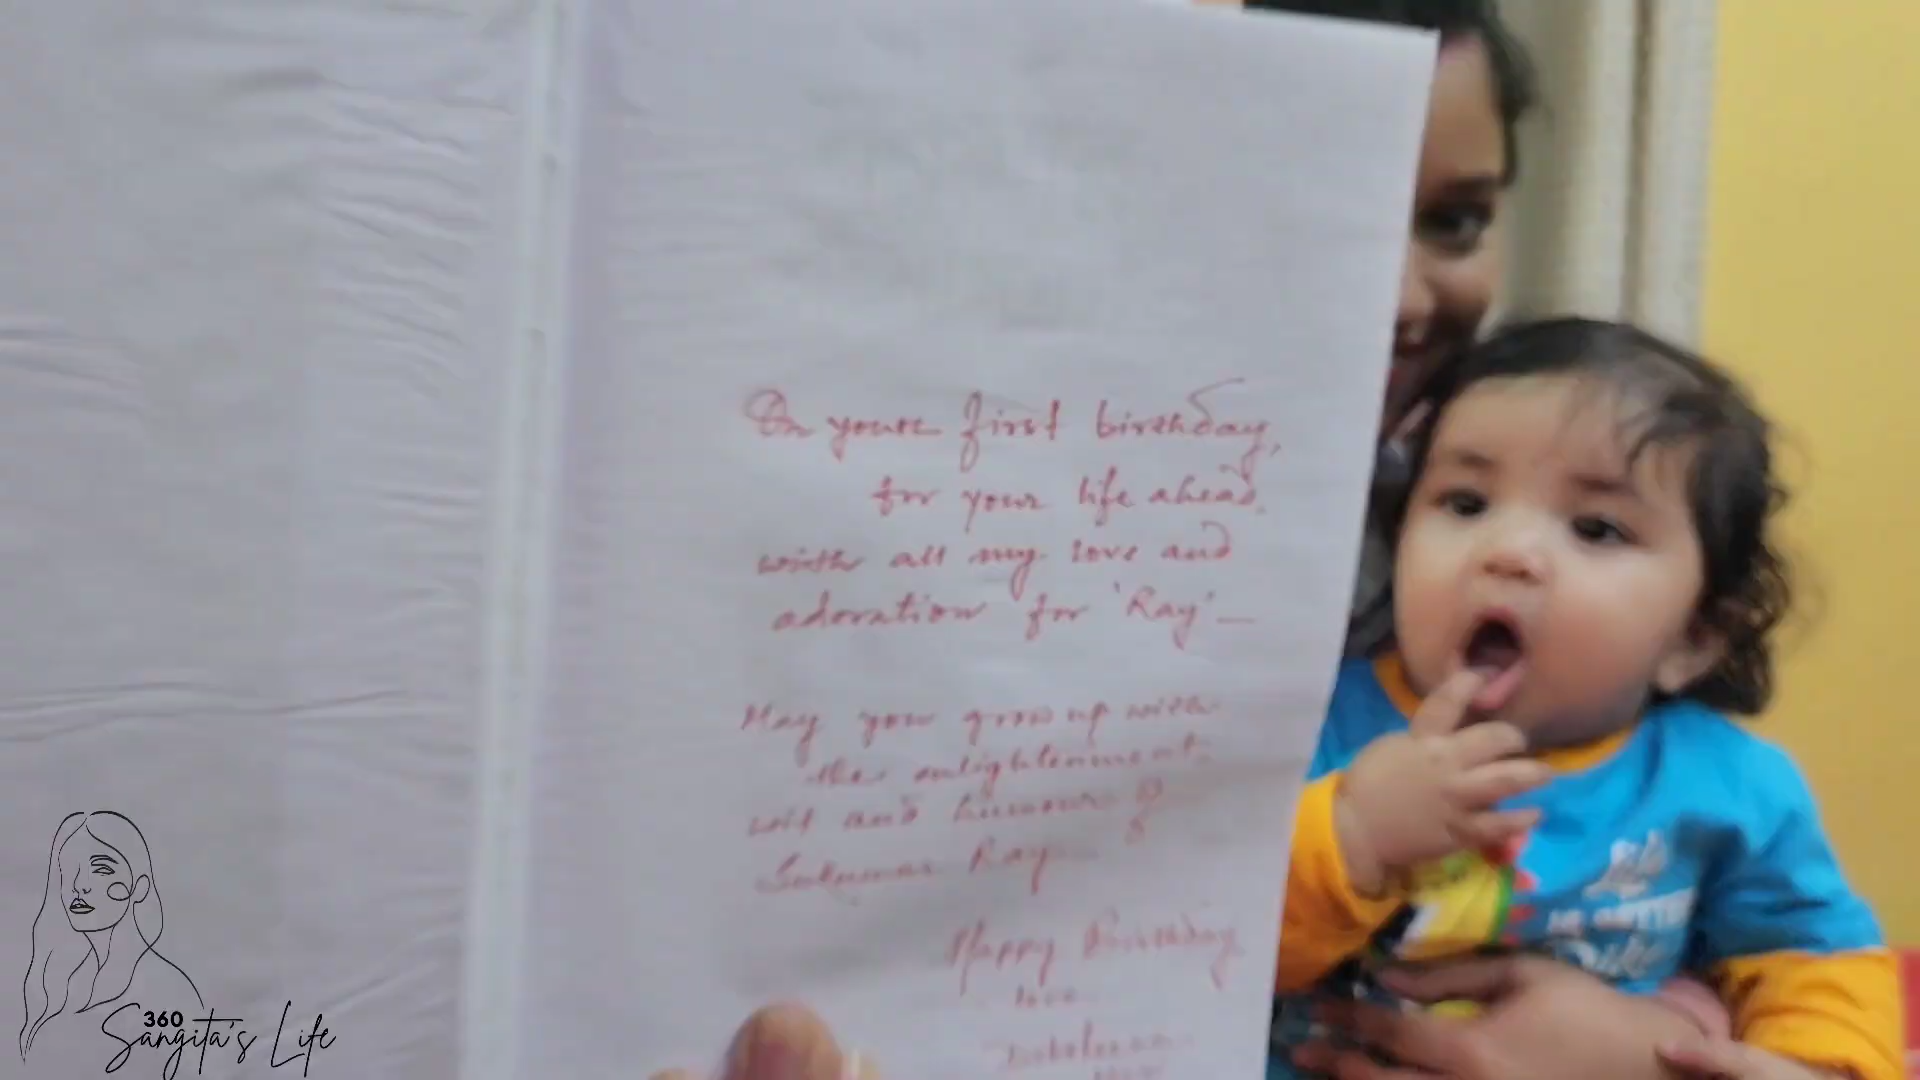 On your first birthday,
for your life ahead.
with all my love and
adoration for 'Ray' —
May you grow up with
the enlightenment,
wit and humour of
Sukumar Ray
Happy Birthday
love
360
Sangita's Life